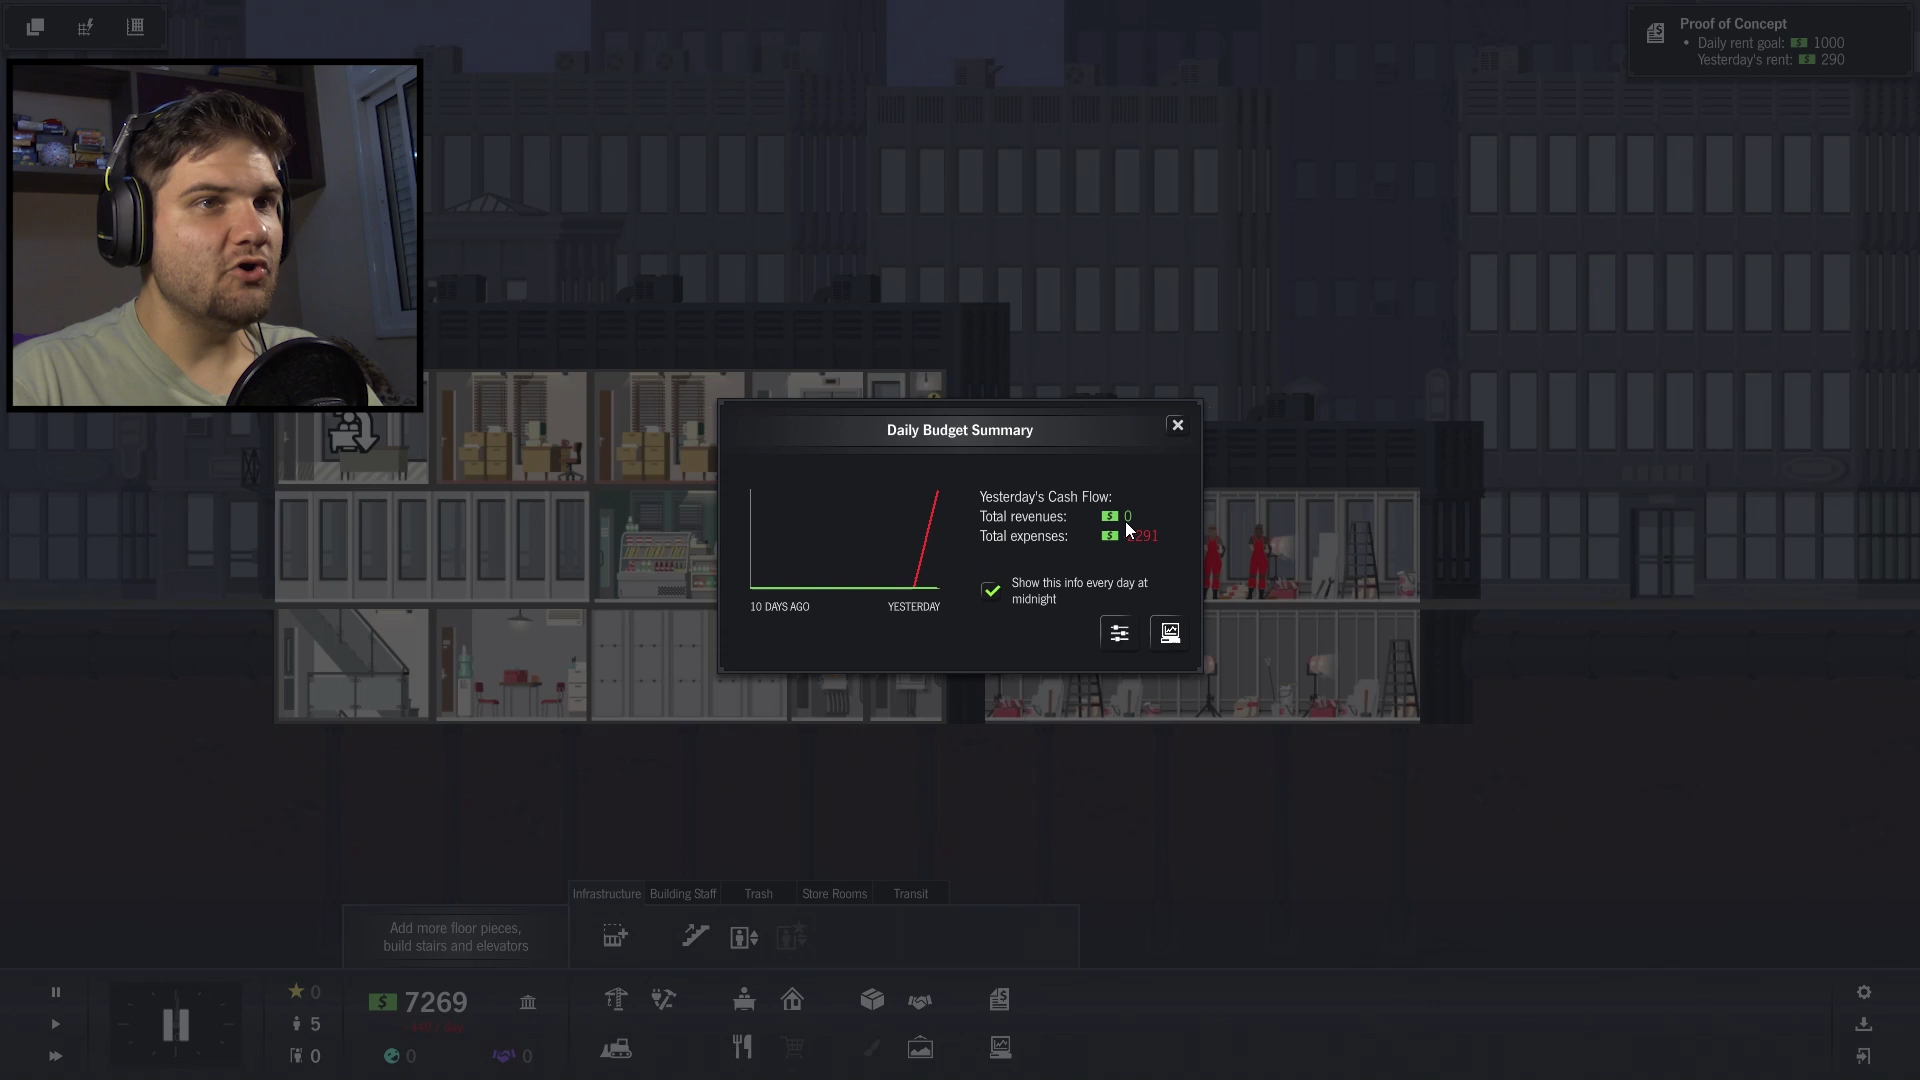 Proof of Concept
• Daily rent goal: $ 1000
Yesterday's rent: $ 290
Daily Budget Summary
Yesterday's Cash Flow:
Total revenues: $ 0
Total expenses: $ 291
Show this info every day at
midnight
10 DAYS AGO YESTERDAY
Infrastructure Building Staff Trash Store Rooms Transit
Add more floor pieces,
build stairs and elevators
0
$ 7269
5
0
0
0